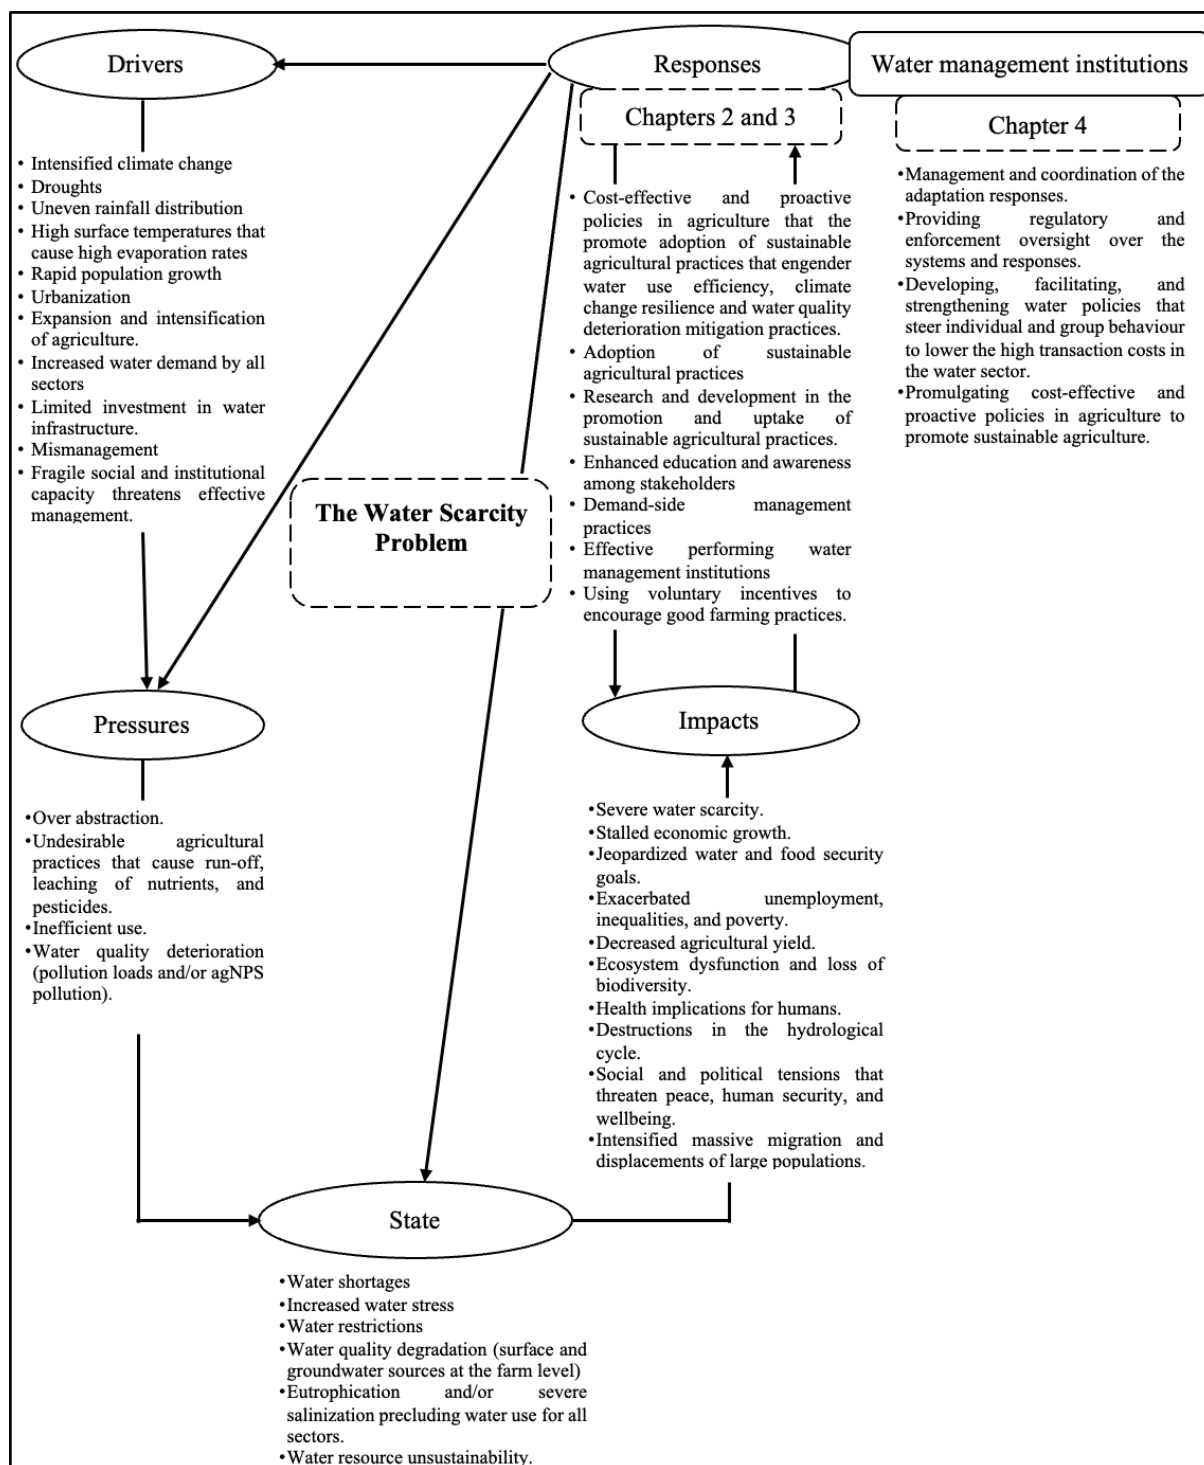 Drivers
• Intensified climate change
• Droughts
• Uneven rainfall distribution
• High surface temperatures that
cause high evaporation rates
• Rapid population growth
• Urbanization
• Expansion and intensification
of agriculture.
• Increased water demand by all
sectors
• Limited investment in water
infrastructure.
• Mismanagement
• Fragile social and institutional
capacity threatens effective
management.
Responses
Chapters 2 and 3
• Cost-effective and proactive
policies in agriculture that the
promote adoption of sustainable
agricultural practices that engender
water use efficiency, climate
change resilience and water quality
deterioration mitigation practices.
• Adoption of sustainable
agricultural practices
• Research and development in the
promotion and uptake of
sustainable agricultural practices.
• Enhanced education and awareness
among stakeholders
• Demand-side management
practices
• Effective performing water
management institutions
• Using voluntary incentives to
encourage good farming practices.
Water management institutions
Chapter 4
•Management and coordination of the
adaptation responses.
•Providing regulatory and
enforcement oversight over the
systems and responses.
•Developing, facilitating, and
strengthening water policies that
steer individual and group behaviour
to lower the high transaction costs in
the water sector.
•Promulgating cost-effective and
proactive policies in agriculture to
promote sustainable agriculture.
The Water Scarcity
Problem
Pressures
•Over abstraction.
•Undesirable agricultural
practices that cause run-off,
leaching of nutrients, and
pesticides.
•Inefficient use.
•Water quality deterioration
(pollution loads and/or agNPS
pollution).
Impacts
•Severe water scarcity.
•Stalled economic growth.
•Jeopardized water and food security
goals.
•Exacerbated unemployment,
inequalities, and poverty.
•Decreased agricultural yield.
•Ecosystem dysfunction and loss of
biodiversity.
•Health implications for humans.
•Destructions in the hydrological
cycle.
•Social and political tensions that
threaten peace, human security, and
wellbeing.
•Intensified massive migration and
displacements of large populations.
State
•Water shortages
•Increased water stress
•Water restrictions
•Water quality degradation (surface and
groundwater sources at the farm level)
•Eutrophication and/or severe
salinization precluding water use for all
sectors.
•Water resource unsustainability.